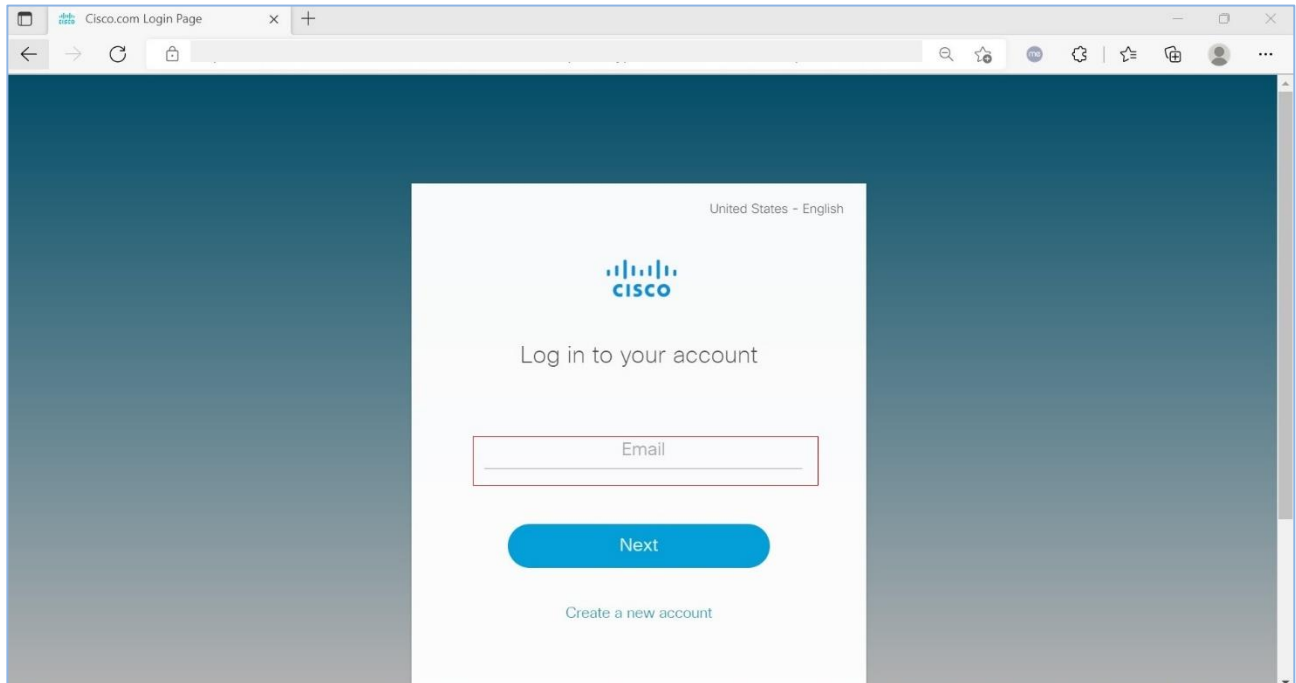 Cisco.com Login Page
United States - English
CISCO
Log in to your account
Email
Next
Create a new account